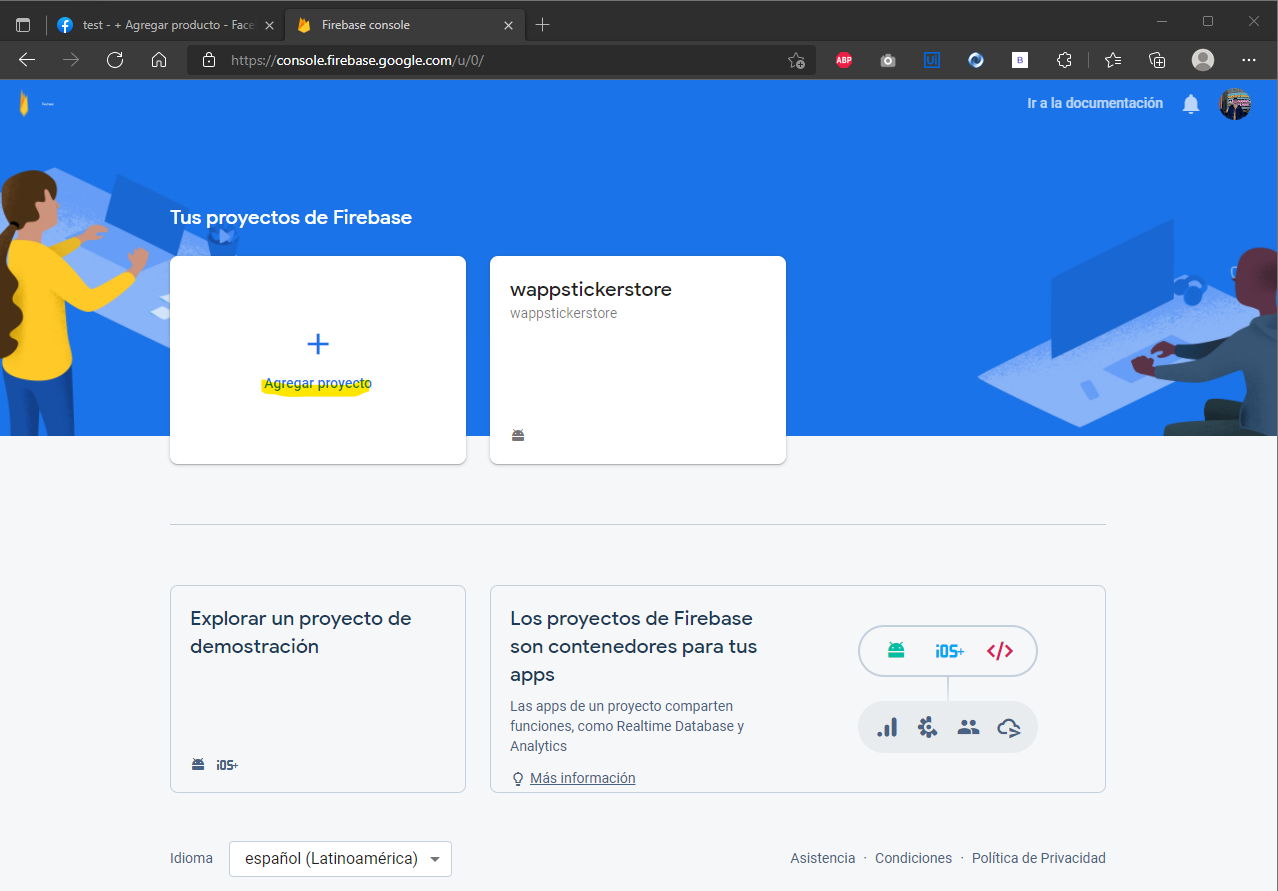 test - + Agregar producto - Face
Firebase console
https://console.firebase.google.com/u/0/
ABP
UI
B
Ir a la documentación
Tus proyectos de Firebase
Agregar proyecto
wappstickerstore
wappstickerstore
Explorar un proyecto de
demostración
iOS+
Los proyectos de Firebase
son contenedores para tus
apps
Las apps de un proyecto comparten
funciones, como Realtime Database y
Analytics
Más información
iOS+
Idioma
español (Latinoamérica)
Asistencia · Condiciones · Política de Privacidad